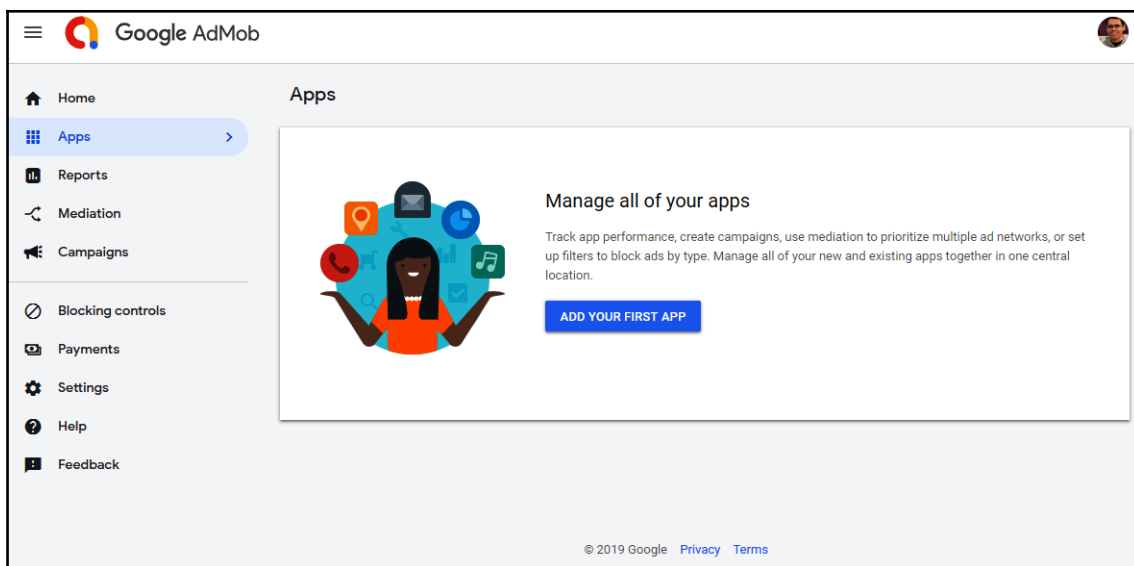 Google AdMob
Home
Apps
Reports
Mediation
Campaigns
Blocking controls
Payments
Settings
Help
Feedback
Apps
Manage all of your apps
Track app performance, create campaigns, use mediation to prioritize multiple ad networks, or set
up filters to block ads by type. Manage all of your new and existing apps together in one central
location.
ADD YOUR FIRST APP
© 2019 Google Privacy Terms